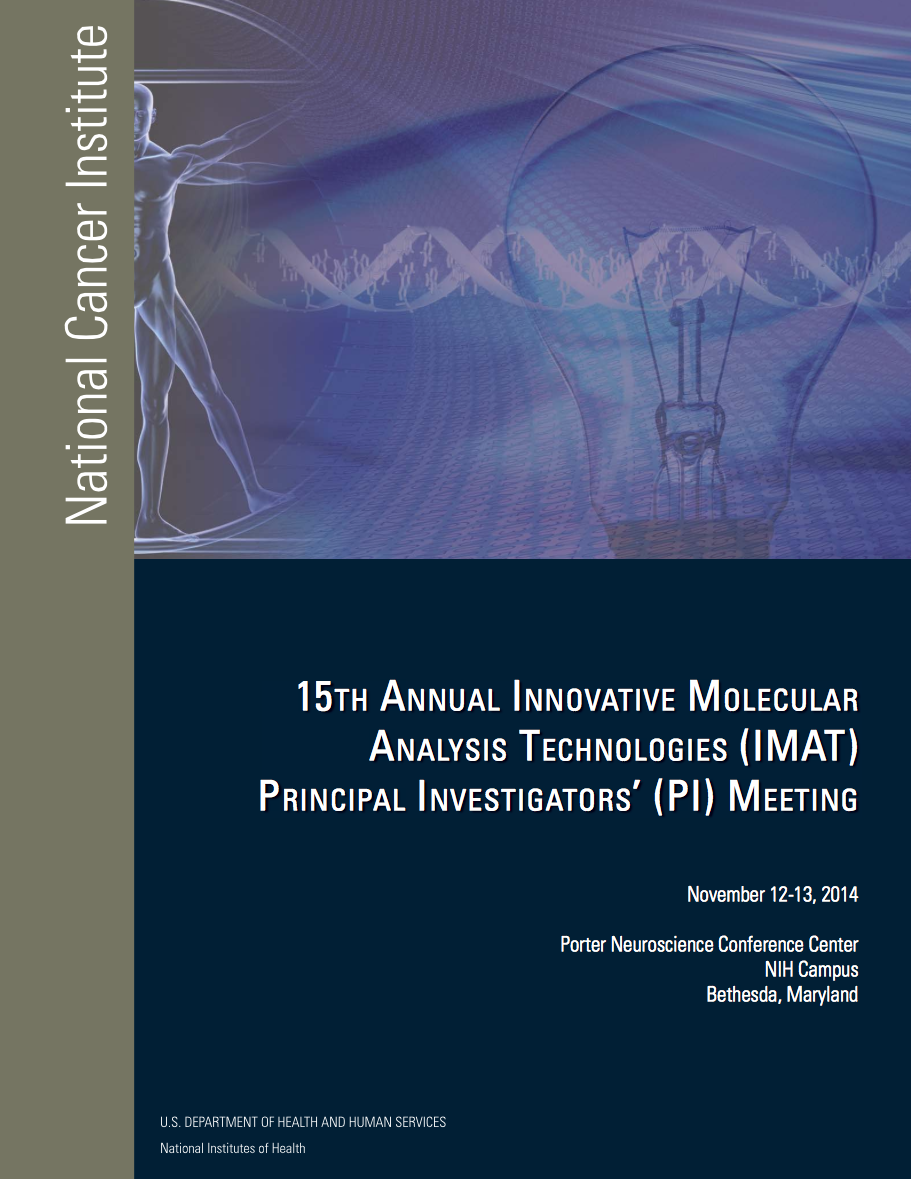 National Cancer Institute
15th Annual Innovative Molecular
Analysis Technologies (IMAT)
Principal Investigators’ (PI) Meeting
November 12-13, 2014
Porter Neuroscience Conference Center
NIH Campus
Bethesda, Maryland
U.S. DEPARTMENT OF HEALTH AND HUMAN SERVICES
National Institutes of Health